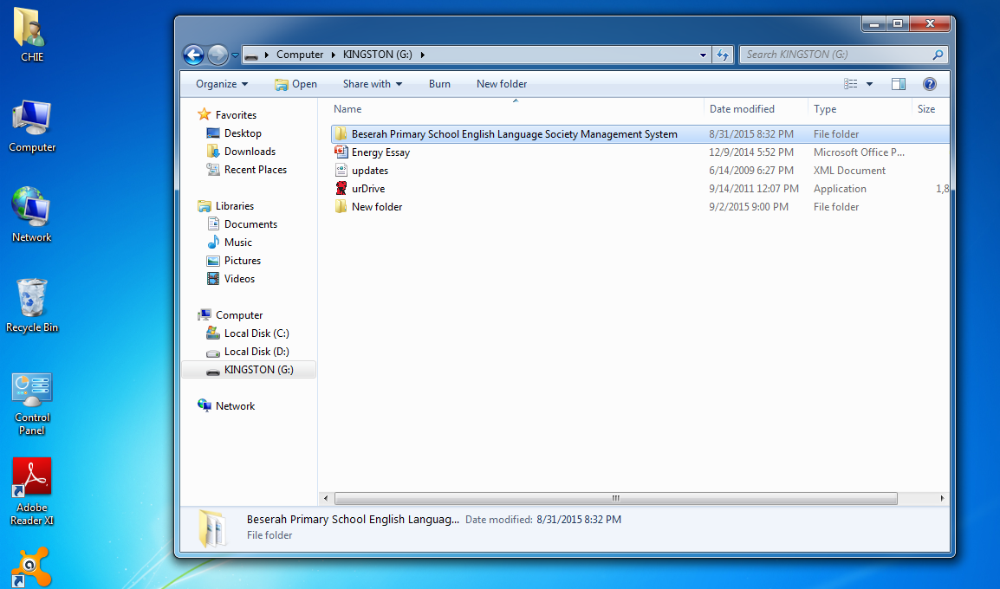 CHIE
Computer
Network
Recycle Bin
Control
Panel
Adobe
Reader XI
Computer KINGSTON (G:)
Search KINGSTON (G:)
Organize Open Share with Burn New folder
Favorites
Desktop
Downloads
Recent Places
Libraries
Documents
Music
Pictures
Videos
Computer
Local Disk (C:)
Local Disk (D:)
KINGSTON (G:)
Network
Name Date modified Type Size
Beserah Primary School English Language Society Management System 8/31/2015 8:32 PM File folder
Energy Essay 12/9/2014 5:52 PM Microsoft Office P...
updates 6/14/2009 6:27 PM XML Document
urDrive 9/14/2011 12:07 PM Application 1,8
New folder 9/2/2015 9:00 PM File folder
Beserah Primary School English Languag... Date modified: 8/31/2015 8:32 PM
File folder